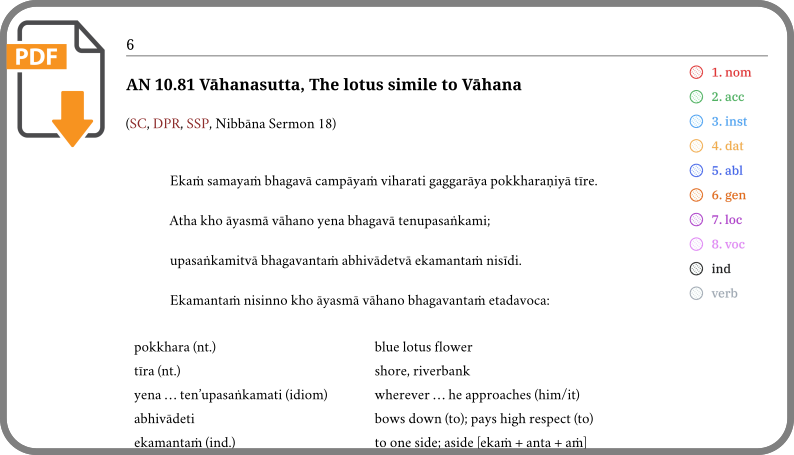 PDF
6
AN 10.81 Vāhanasutta, The lotus simile to Vāhana
(SC, DPR, SSP, Nibbāna Sermon 18)
Ekaṁ samayaṁ bhagavā campāyaṁ viharati gaggarāya pokkharaṇiyā tīre.
Atha kho āyasmā vāhano yena bhagavā tenupasaṅkami;
upasaṅkamitvā bhagavantaṁ abhivādetvā ekamantaṁ nisīdi.
Ekamantaṁ nisinno kho āyasmā vāhano bhagavantaṁ etadavoca:
pokkhara (nt.) blue lotus flower
tīra (nt.) shore, riverbank
yena … ten’upasaṅkamati (idiom) wherever … he approaches (him/it)
abhivādeti bows down (to); pays high respect (to)
ekamantaṁ (ind.) to one side; aside [ekaṁ + anta + aṁ]
1. nom
2. acc
3. inst
4. dat
5. abl
6. gen
7. loc
8. voc
ind
verb